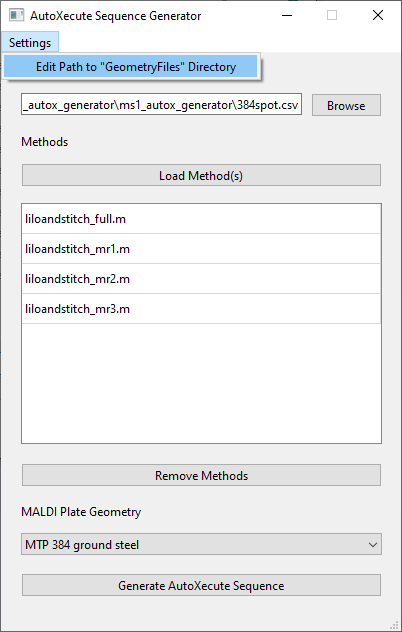 AutoXecute Sequence Generator
Settings
Edit Path to "GeometryFiles" Directory
_autox_generator\ms1_autox_generator\384spot.csv
Browse
Methods
Load Method(s)
liloandstitch_full.m
liloandstitch_mr1.m
liloandstitch_mr2.m
liloandstitch_mr3.m
Remove Methods
MALDI Plate Geometry
MTP 384 ground steel
Generate AutoXecute Sequence